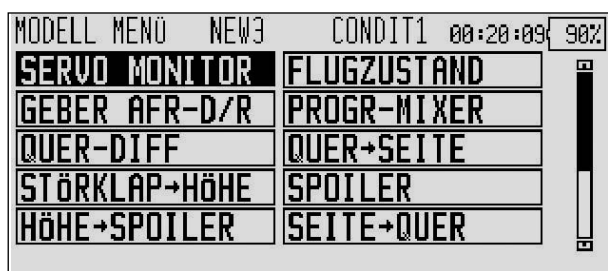 MODELL MENÜ NEW3 CONDIT1 00:20:09 90%
SERVO MONITOR FLUGZUSTAND
GEBER AFR-D/R PROGR-MIXER
QUER-DIFF QUER→SEITE
STÖRKLAP→HÖHE SPOILER
HÖHE→SPOILER SEITE→QUER